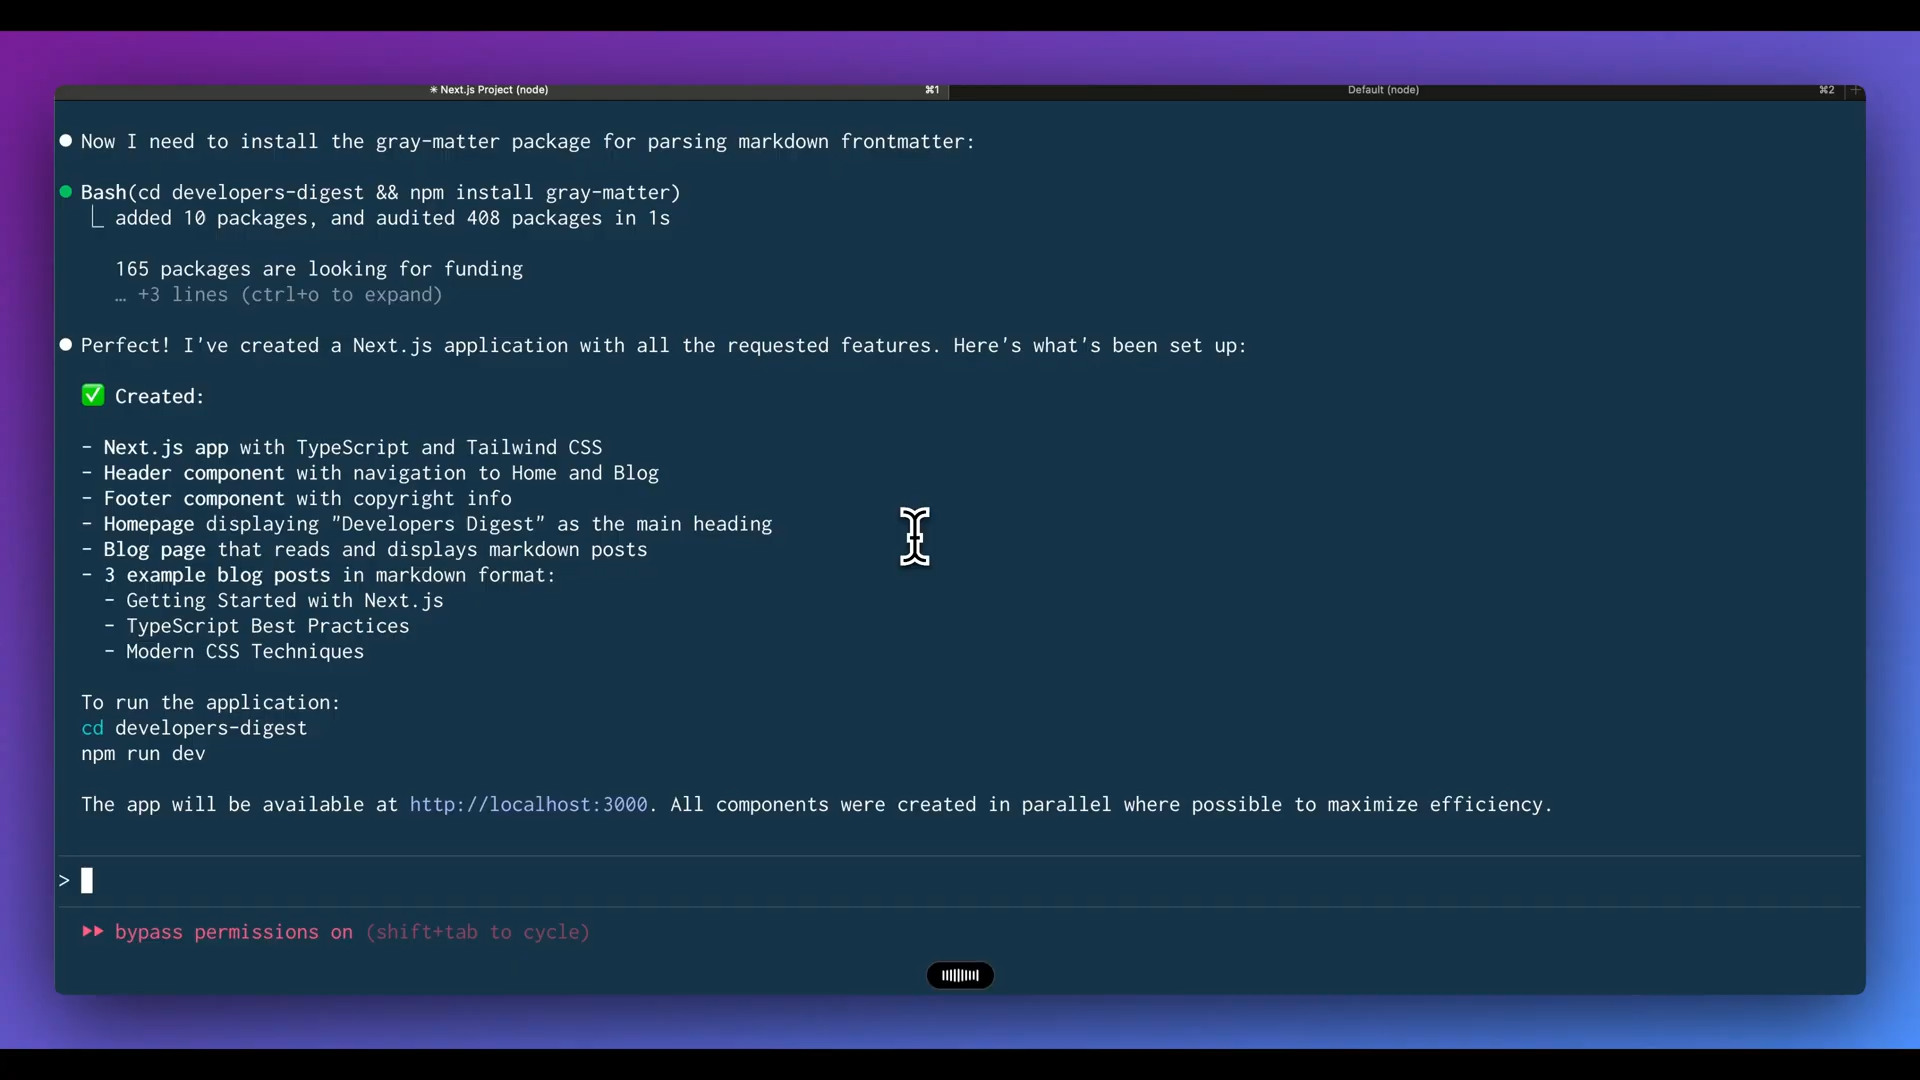 ✳ Next.js Project (node) ⌘1 Default (node) ⌘2 +
● Now I need to install the gray-matter package for parsing markdown frontmatter:
● Bash(cd developers-digest && npm install gray-matter)
⎿ added 10 packages, and audited 408 packages in 1s
165 packages are looking for funding
… +3 lines (ctrl+o to expand)
● Perfect! I've created a Next.js application with all the requested features. Here's what's been set up:
✅ Created:
- Next.js app with TypeScript and Tailwind CSS
- Header component with navigation to Home and Blog
- Footer component with copyright info
- Homepage displaying "Developers Digest" as the main heading
- Blog page that reads and displays markdown posts
- 3 example blog posts in markdown format:
- Getting Started with Next.js
- TypeScript Best Practices
- Modern CSS Techniques
To run the application:
cd developers-digest
npm run dev
The app will be available at http://localhost:3000. All components were created in parallel where possible to maximize efficiency.
>
⏵⏵ bypass permissions on (shift+tab to cycle)